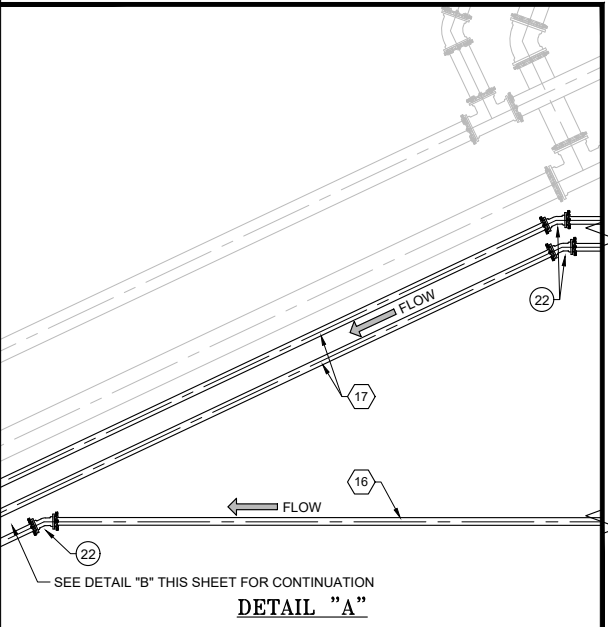 22
FLOW
17
16
FLOW
22
SEE DETAIL "B" THIS SHEET FOR CONTINUATION
DETAIL "A"